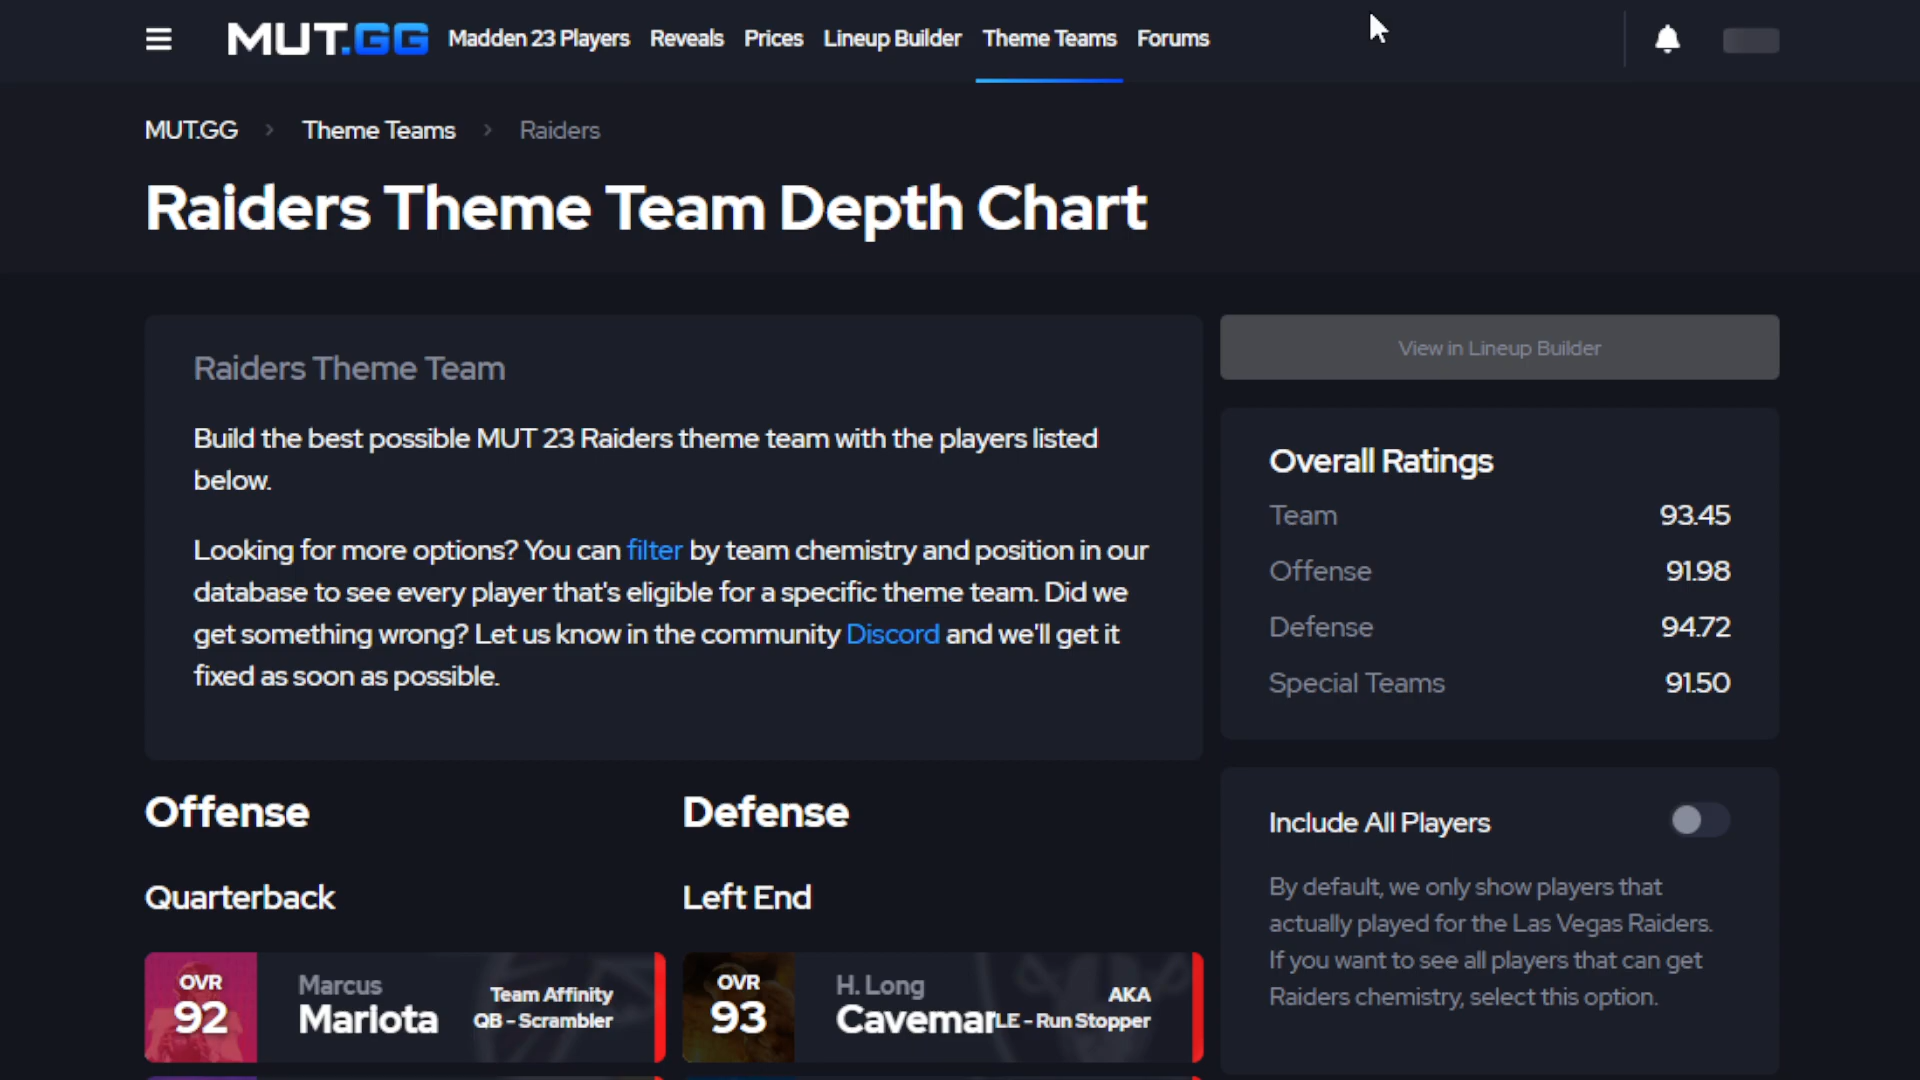 MUT.GG Madden 23 Players Reveals Prices Lineup Builder Theme Teams Forums
MUT.GG > Theme Teams > Raiders
Raiders Theme Team Depth Chart
Raiders Theme Team
Build the best possible MUT 23 Raiders theme team with the players listed
below.
Looking for more options? You can filter by team chemistry and position in our
database to see every player that's eligible for a specific theme team. Did we
get something wrong? Let us know in the community Discord and we'll get it
fixed as soon as possible.
View in Lineup Builder
Overall Ratings
Team 93.45
Offense 91.98
Defense 94.72
Special Teams 91.50
Include All Players
By default, we only show players that
actually played for the Las Vegas Raiders.
If you want to see all players that can get
Raiders chemistry, select this option.
Offense
Quarterback
OVR
92
Marcus
Mariota
Team Affinity
QB - Scrambler
Defense
Left End
OVR
93
H. Long
Caveman
AKA
LE - Run Stopper